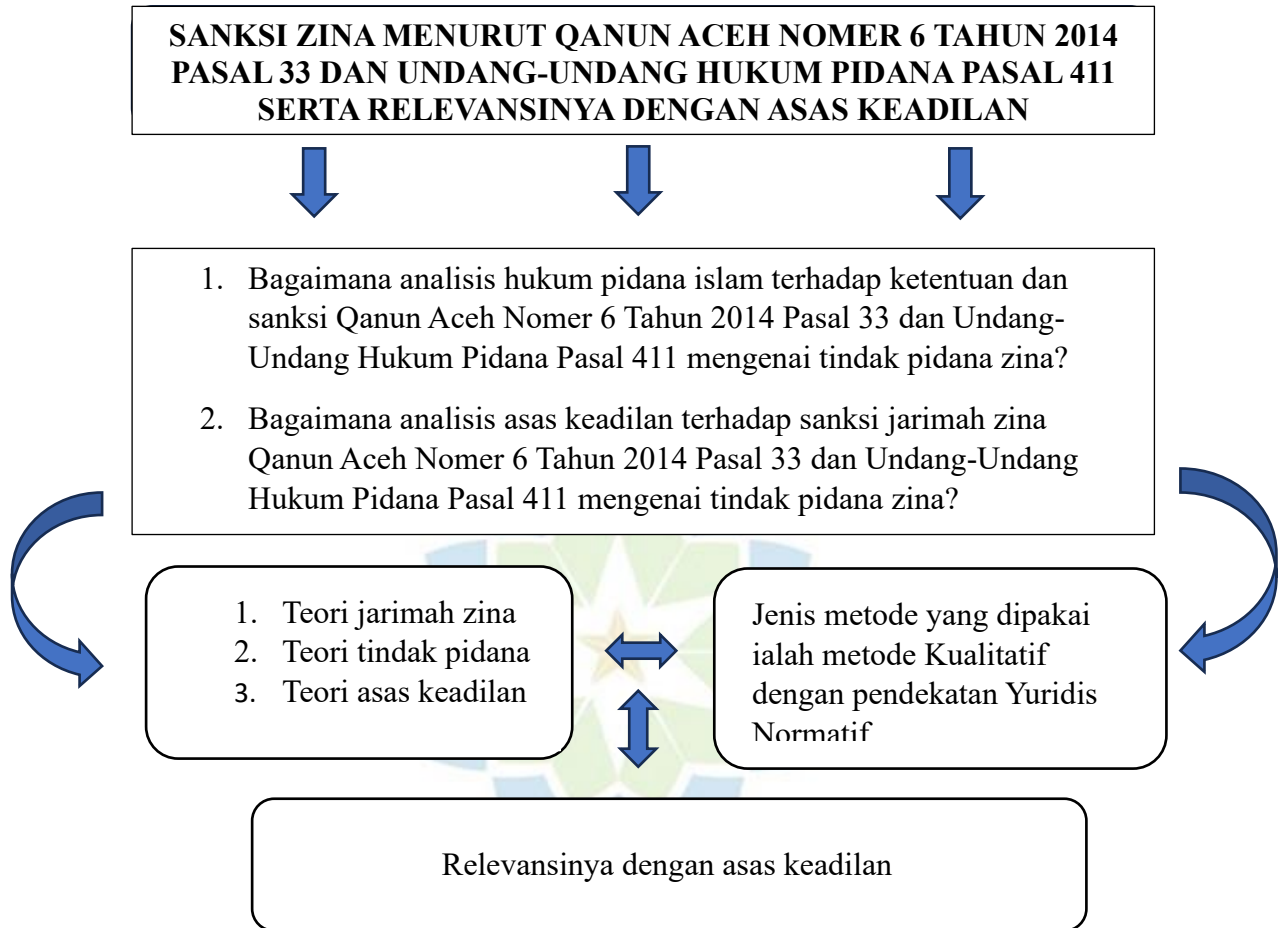 SANKSI ZINA MENURUT QANUN ACEH NOMER 6 TAHUN 2014
PASAL 33 DAN UNDANG-UNDANG HUKUM PIDANA PASAL 411
SERTA RELEVANSINYA DENGAN ASAS KEADILAN
1. Bagaimana analisis hukum pidana islam terhadap ketentuan dan
sanksi Qanun Aceh Nomer 6 Tahun 2014 Pasal 33 dan Undang-
Undang Hukum Pidana Pasal 411 mengenai tindak pidana zina?
2. Bagaimana analisis asas keadilan terhadap sanksi jarimah zina
Qanun Aceh Nomer 6 Tahun 2014 Pasal 33 dan Undang-Undang
Hukum Pidana Pasal 411 mengenai tindak pidana zina?
1. Teori jarimah zina
2. Teori tindak pidana
3. Teori asas keadilan
Jenis metode yang dipakai
ialah metode Kualitatif
dengan pendekatan Yuridis
Normatif
Relevansinya dengan asas keadilan